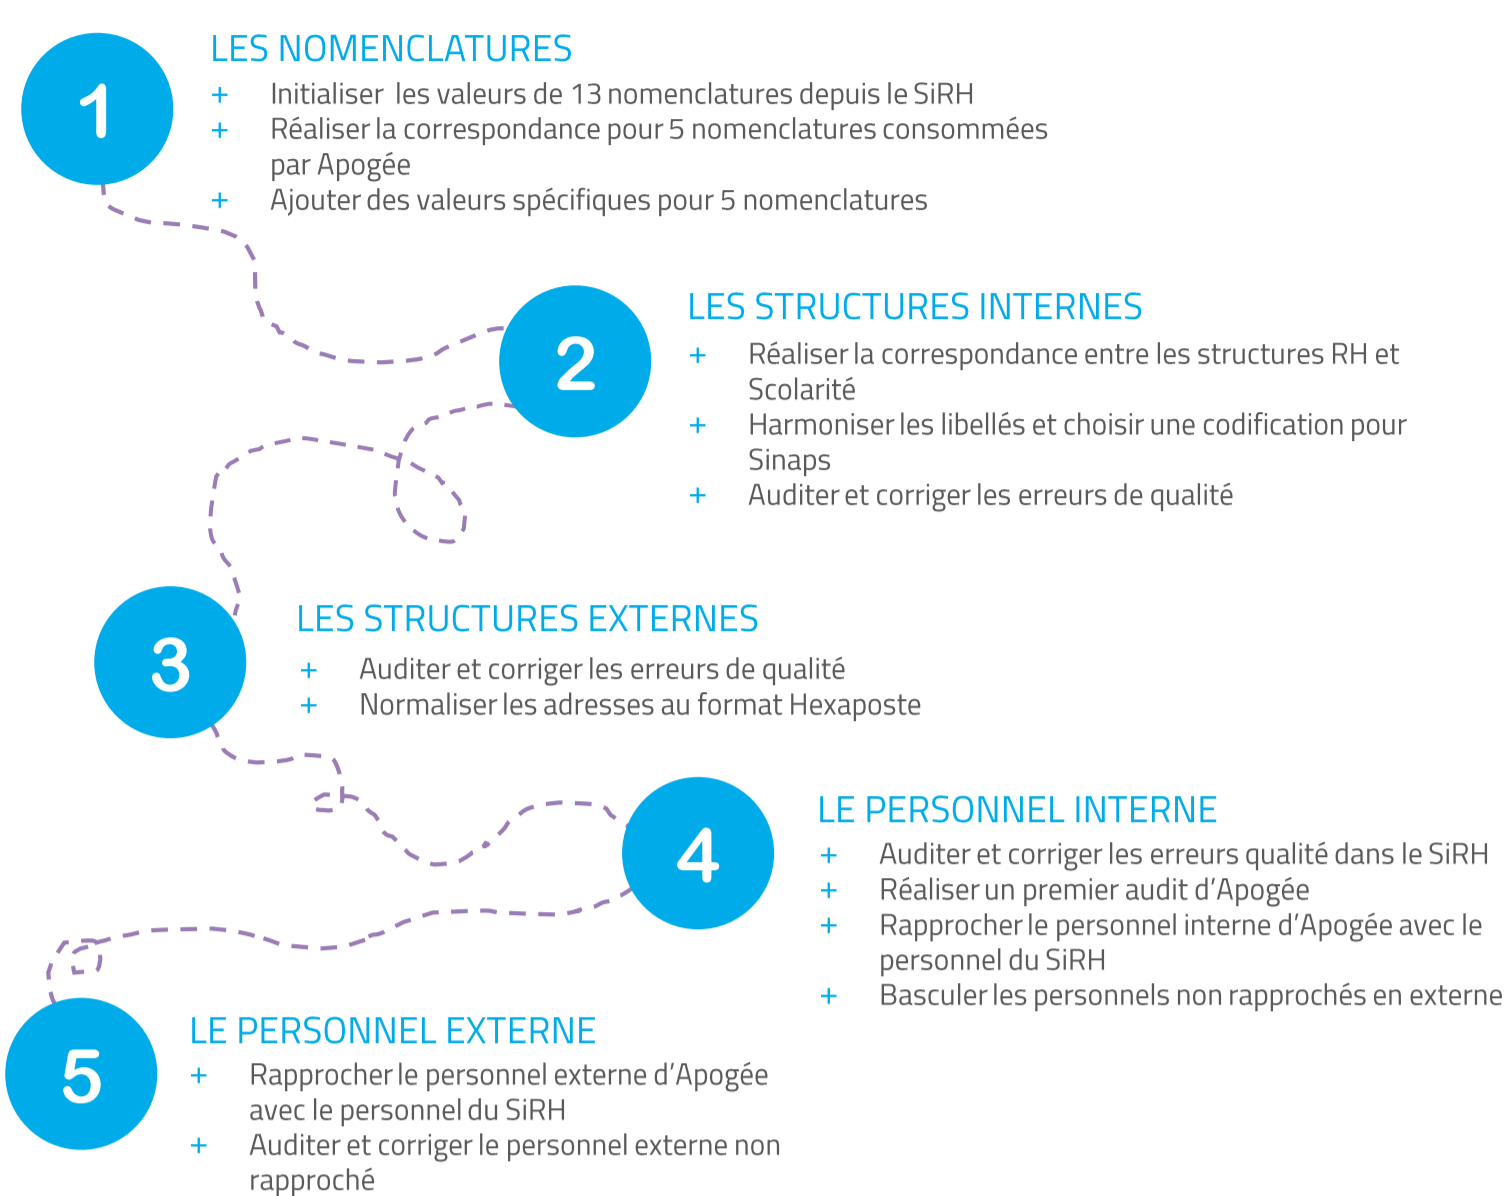 1
LES NOMENCLATURES
+ Initialiser les valeurs de 13 nomenclatures depuis le SiRH
+ Réaliser la correspondance pour 5 nomenclatures consommées
par Apogée
+ Ajouter des valeurs spécifiques pour 5 nomenclatures
2
LES STRUCTURES INTERNES
+ Réaliser la correspondance entre les structures RH et
Scolarité
+ Harmoniser les libellés et choisir une codification pour
Sinaps
+ Auditer et corriger les erreurs de qualité
3
LES STRUCTURES EXTERNES
+ Auditer et corriger les erreurs de qualité
+ Normaliser les adresses au format Hexaposte
4
LE PERSONNEL INTERNE
+ Auditer et corriger les erreurs qualité dans le SiRH
+ Réaliser un premier audit d’Apogée
+ Rapprocher le personnel interne d’Apogée avec le
personnel du SiRH
+ Basculer les personnels non rapprochés en externe
5
LE PERSONNEL EXTERNE
+ Rapprocher le personnel externe d’Apogée
avec le personnel du SiRH
+ Auditer et corriger le personnel externe non
rapproché